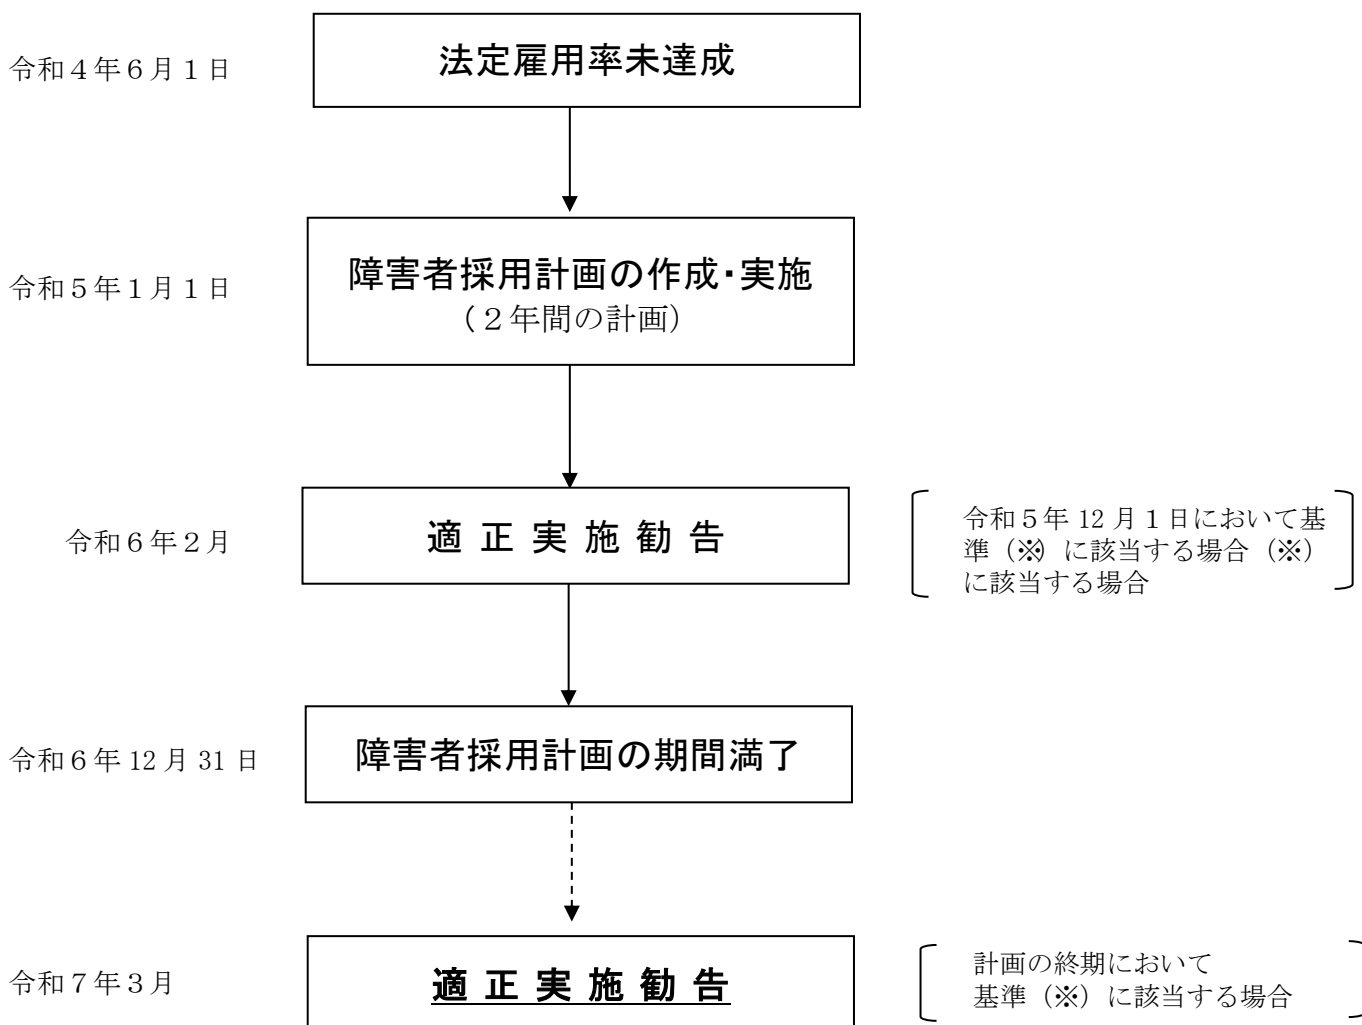 令和４年６月１日
法定雇用率未達成
令和５年１月１日
障害者採用計画の作成・実施
（２年間の計画）
令和６年２月
適 正 実 施 勧 告
令和５年 12 月１日において基
準（※）に該当する場合（※）
に該当する場合
令和６年 12 月 31 日
障害者採用計画の期間満了
令和７年３月
適 正 実 施 勧 告
計画の終期において
基準（※）に該当する場合